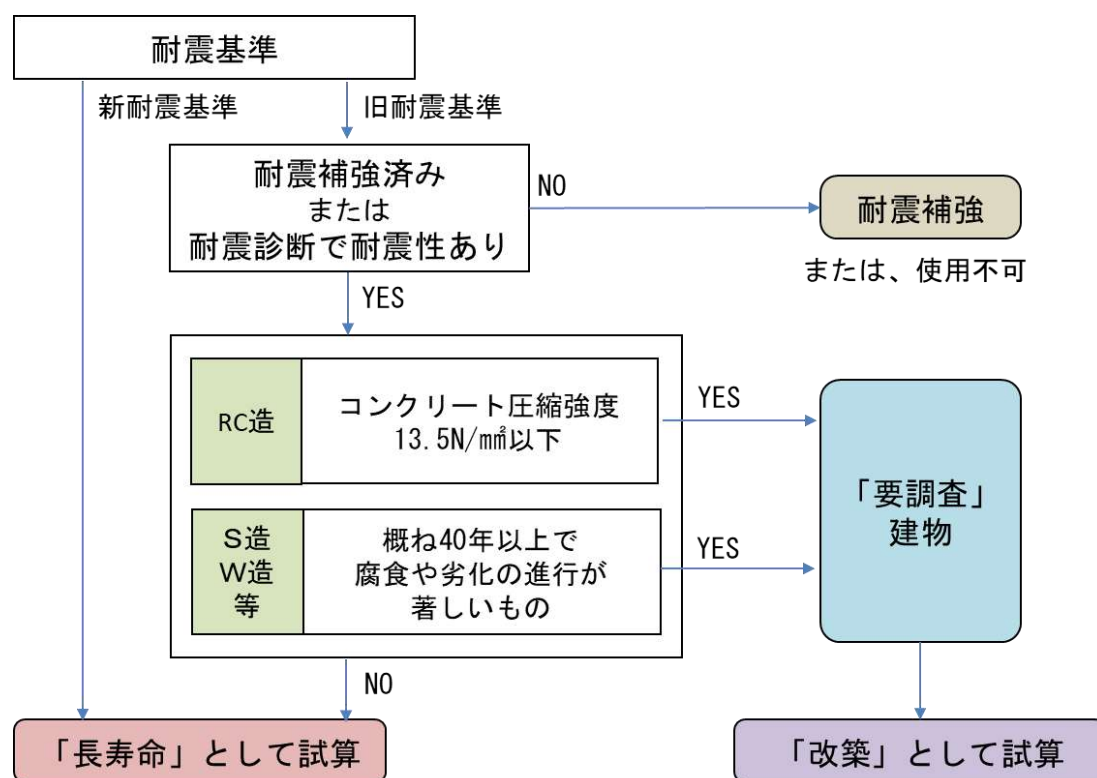 耐震基準
新耐震基準
旧耐震基準
耐震補強済み
または
耐震診断で耐震性あり
NO
耐震補強
または、使用不可
YES
RC造
コンクリート圧縮強度
13.5N/㎟以下
YES
「要調査」
建物
S造
W造
等
概ね40年以上で
腐食や劣化の進行が
著しいもの
YES
NO
「長寿命」として試算
「改築」として試算